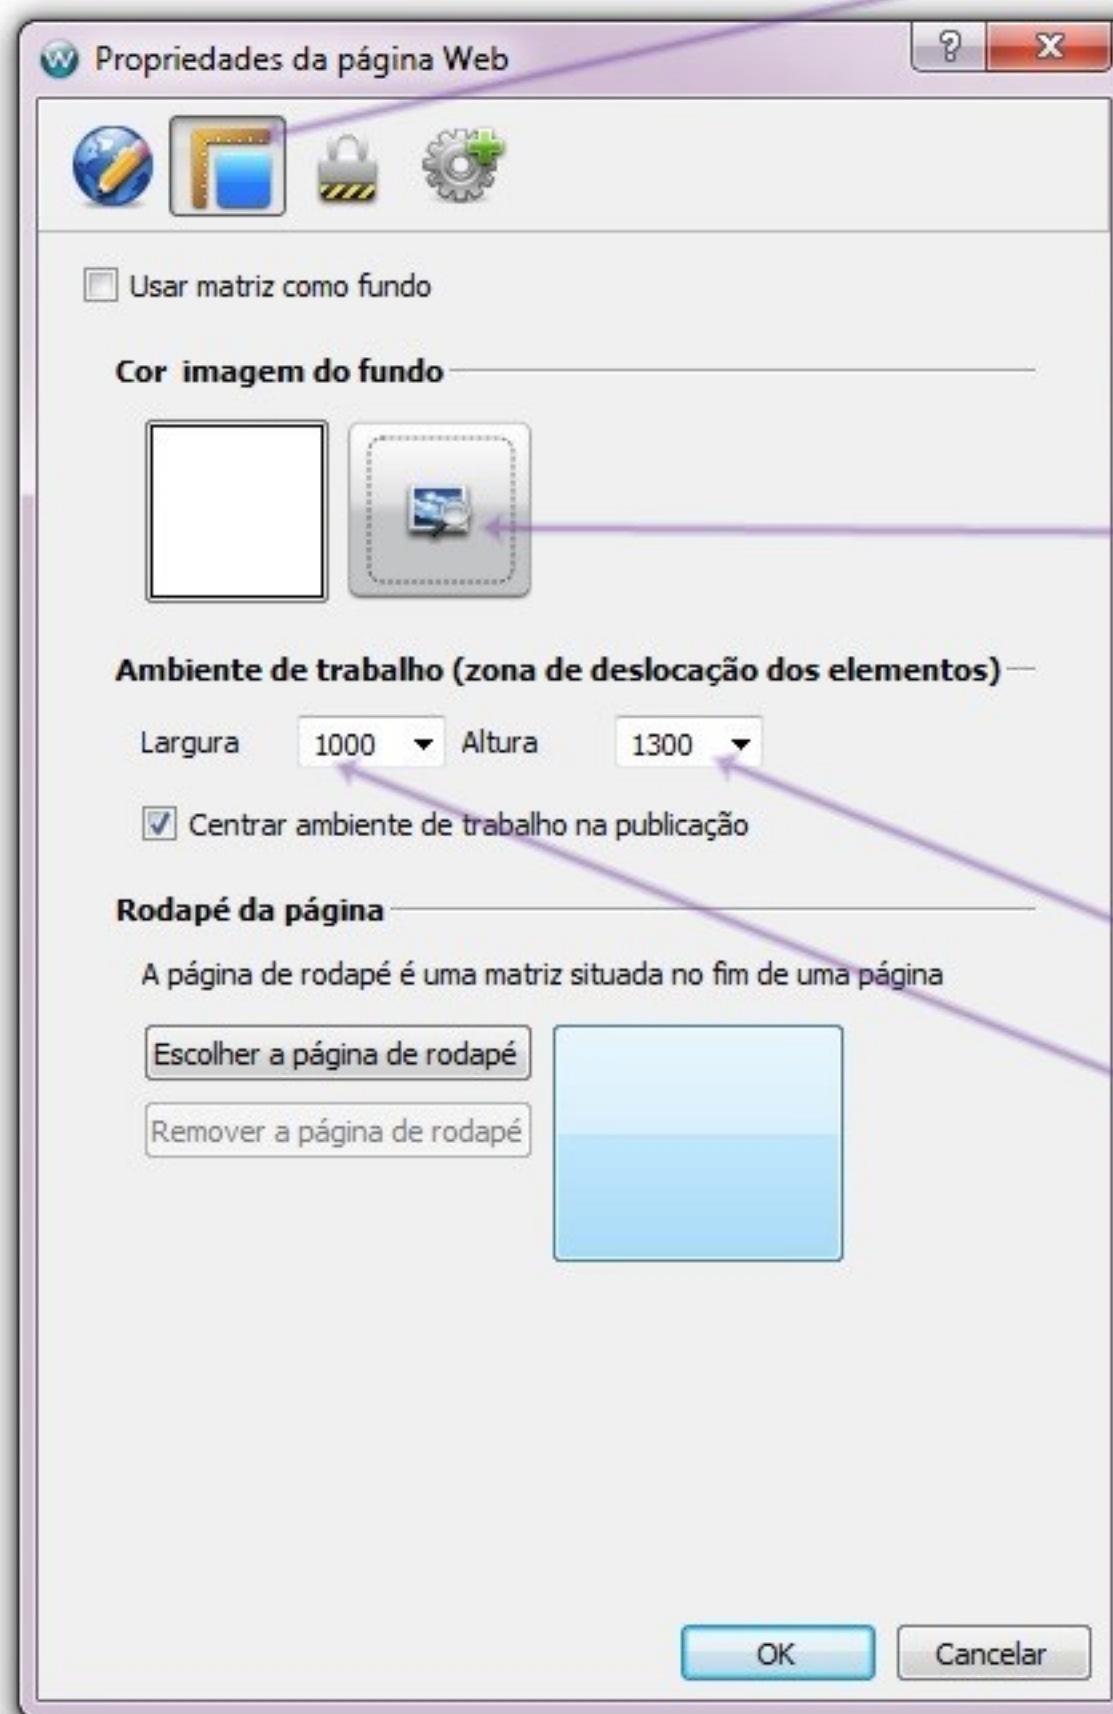 Propriedades da página Web
Usar matriz como fundo
Cor imagem do fundo
Ambiente de trabalho (zona de deslocação dos elementos)
Largura 1000 Altura 1300
Centrar ambiente de trabalho na publicação
Rodapé da página
A página de rodapé é uma matriz situada no fim de uma página
Escolher a página de rodapé
Remover a página de rodapé
OK Cancelar